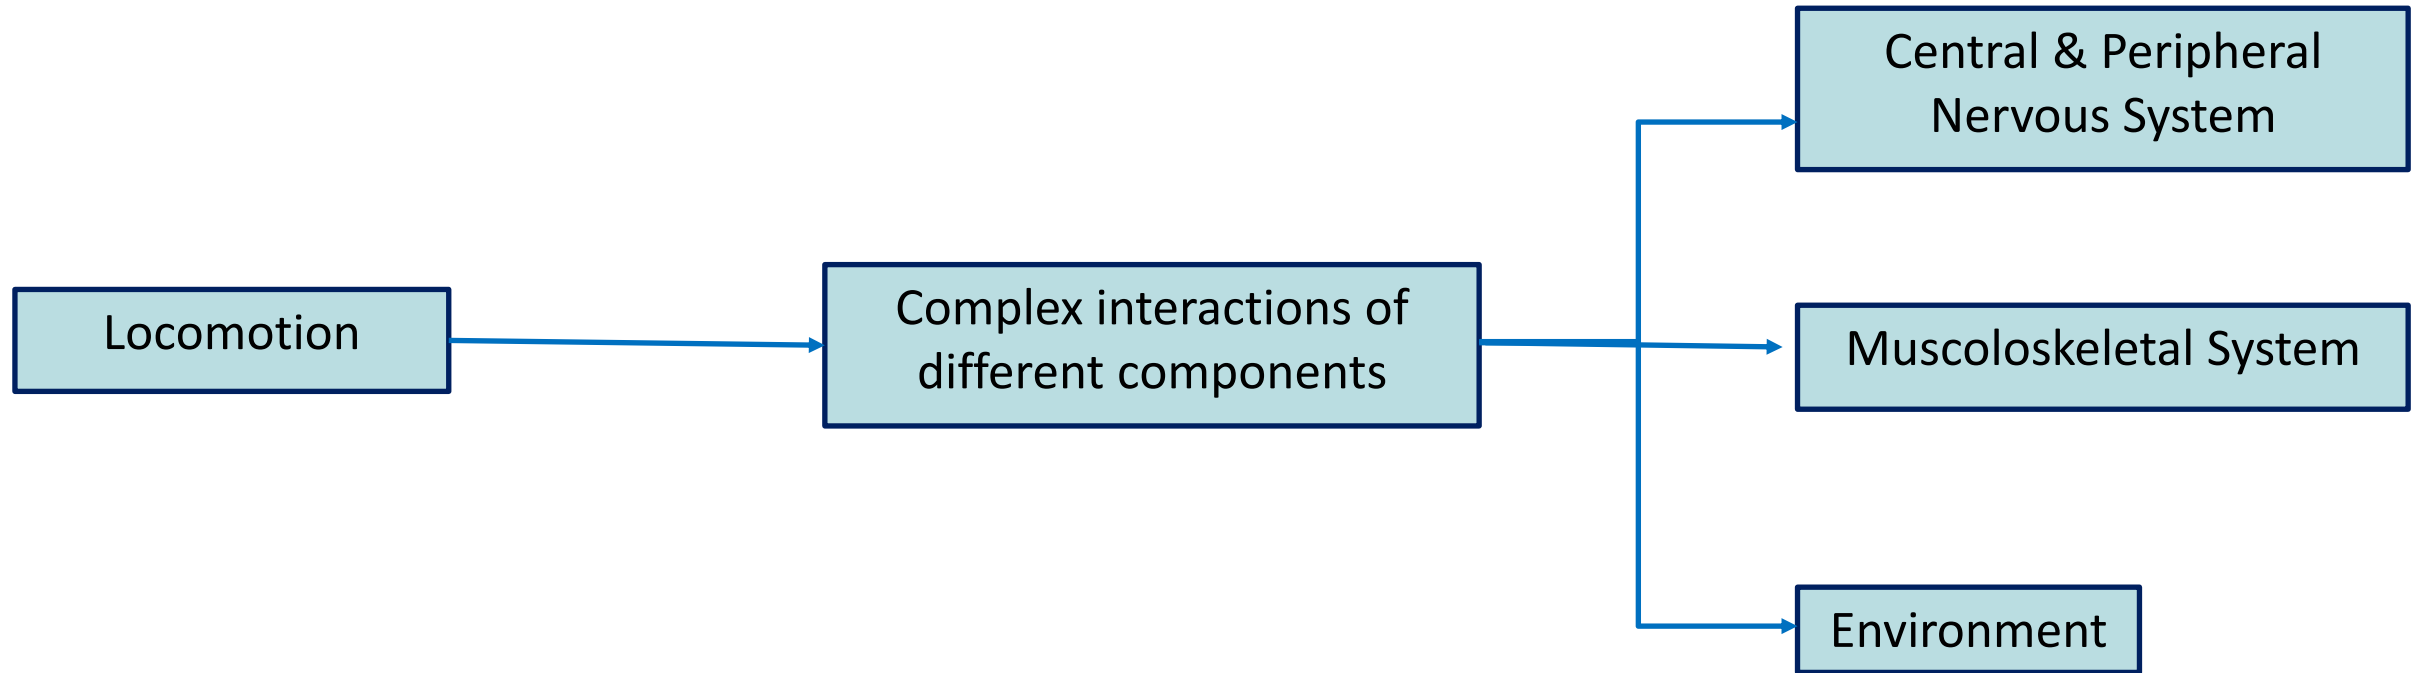 Locomotion
Complex interactions of
different components
Central & Peripheral
Nervous System
Muscoloskeletal System
Environment